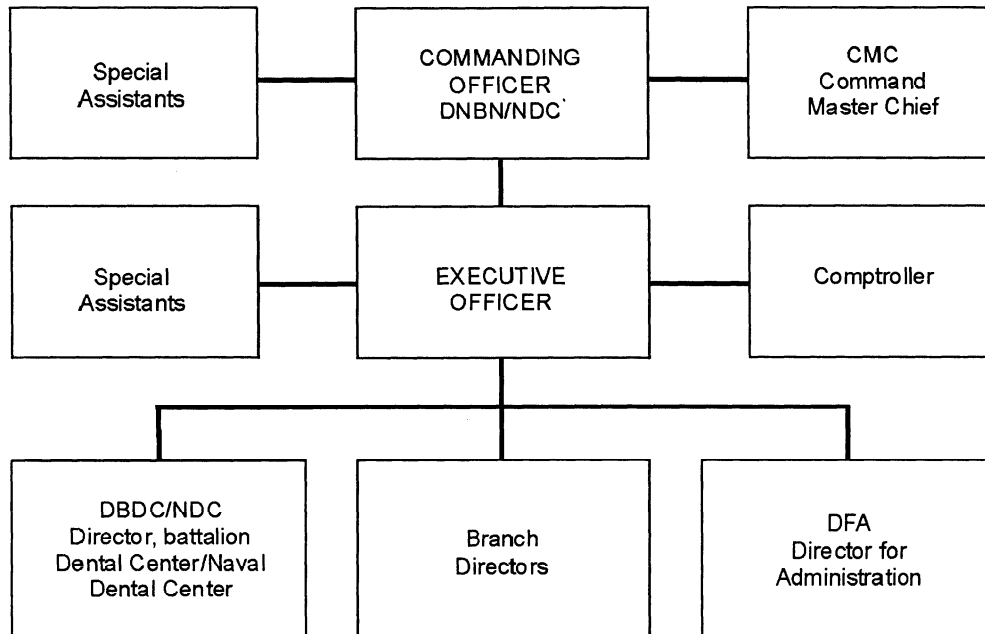 Special
Assistants
COMMANDING
OFFICER
DNBN/NDC
CMC
Command
Master Chief
Special
Assistants
EXECUTIVE
OFFICER
Comptroller
DBDC/NDC
Director, battalion
Dental Center/Naval
Dental Center
Branch
Directors
DFA
Director for
Administration